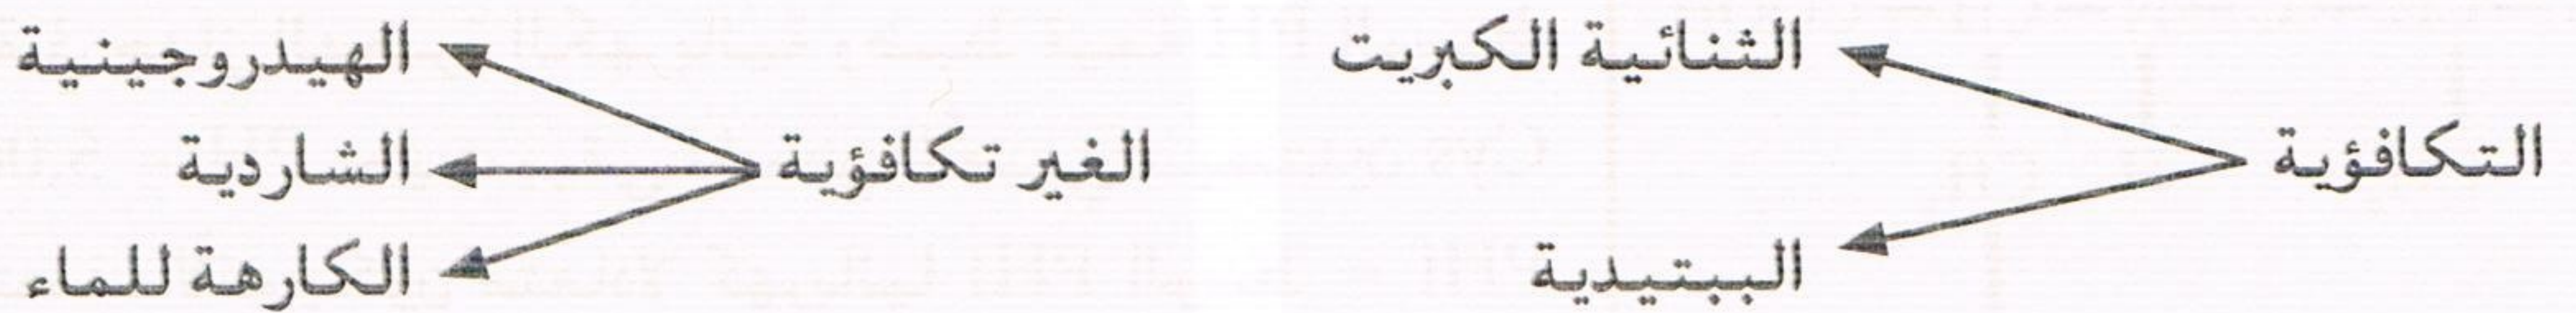 الثنائية الكبريت
التكافؤية
الببتيدية
الهيدروجينية
الغير تكافؤية
الشاردية
الكارهة للماء